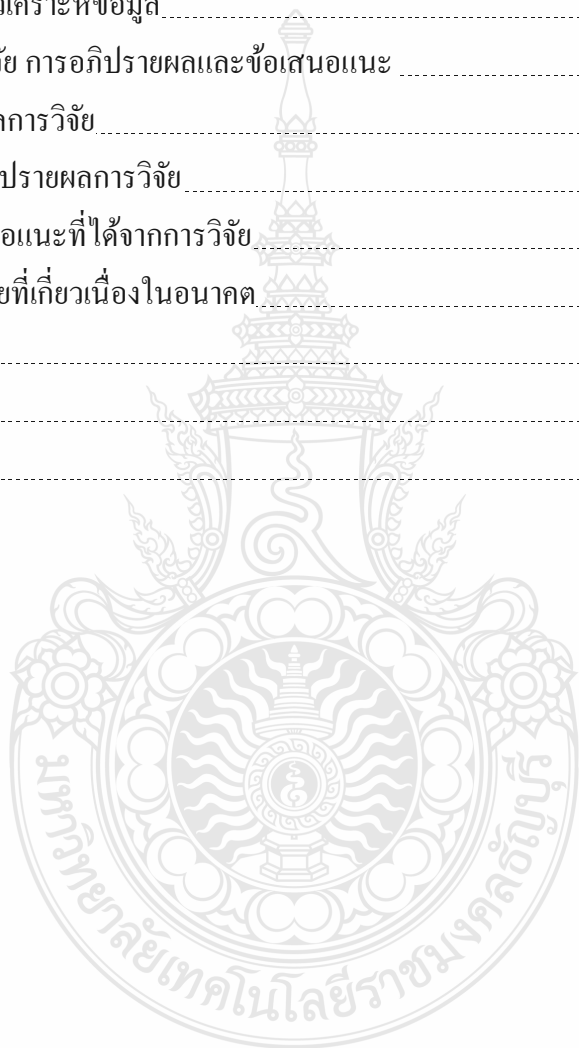 วิเคราะห์ข้อมูล
การอภิปรายผลและข้อเสนอแนะ
การวิจัย
ปรายผลการวิจัย
อแนะที่ได้จากการวิจัย
ยที่เกี่ยวเนื่องในอนาคต
มหาวิทยาลัยเทคโนโลยีราชมงคลธัญบุรี